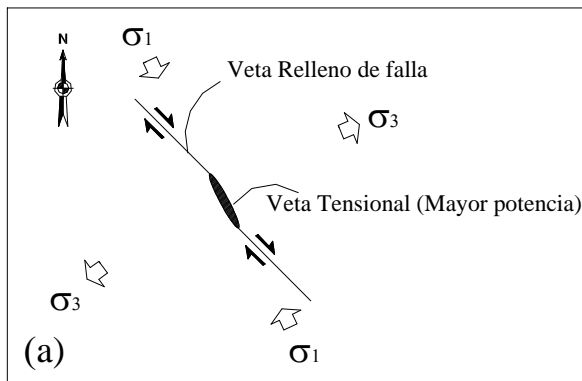 N
σ1
Veta Relleno de falla
σ3
Veta Tensional (Mayor potencia)
σ3
σ1
(a)